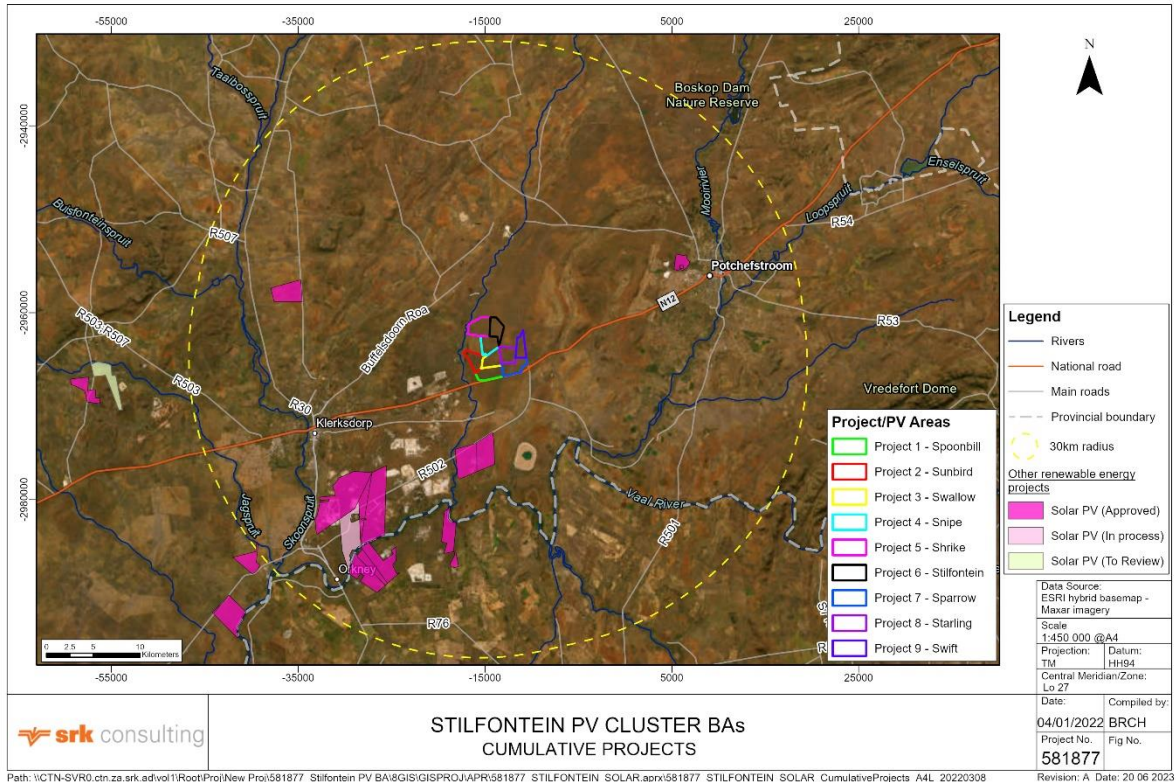 -55000
-35000
-15000
5000
25000
-2940000
-2960000
-2980000
Taaibosspruit
Boskop Dam
Nature Reserve
Enselspruit
Mooirivier
Loopspruit
R54
Buisfonteinspruit
R507
Potchefstroom
N12
R53
R503;R507
Buffelsdoorn Roa
R503
R30
Klerksdorp
Vredefort Dome
R502
Vaal River
R501
Jagspruit
Skoonspruit
Orkney
R76
0 2.5 5 10
Kilometers
-55000
-35000
-15000
5000
25000
N
Legend
Rivers
National road
Main roads
Provincial boundary
30km radius
Other renewable energy
projects
Solar PV (Approved)
Solar PV (In process)
Solar PV (To Review)
Project/PV Areas
Project 1 - Spoonbill
Project 2 - Sunbird
Project 3 - Swallow
Project 4 - Snipe
Project 5 - Shrike
Project 6 - Stilfontein
Project 7 - Sparrow
Project 8 - Starling
Project 9 - Swift
Data Source:
ESRI hybrid basemap -
Maxar imagery
Scale
1:450 000 @A4
Projection: Datum:
TM HH94
Central Meridian/Zone:
Lo 27
Date: Compiled by:
04/01/2022 BRCH
Project No. Fig No.
581877
srk consulting
STILFONTEIN PV CLUSTER BAs
CUMULATIVE PROJECTS
Path: \\CTN-SVR0.ctn.za.srk.ad\vol1\Root\Proj\New Proj\581877_Stilfontein PV BA\8GIS\GISPROJ\APR\581877_STILFONTEIN_SOLAR.aprx\581877_STILFONTEIN_SOLAR_CumulativeProjects_A4L_20220308
Revision: A Date: 20 06 2023